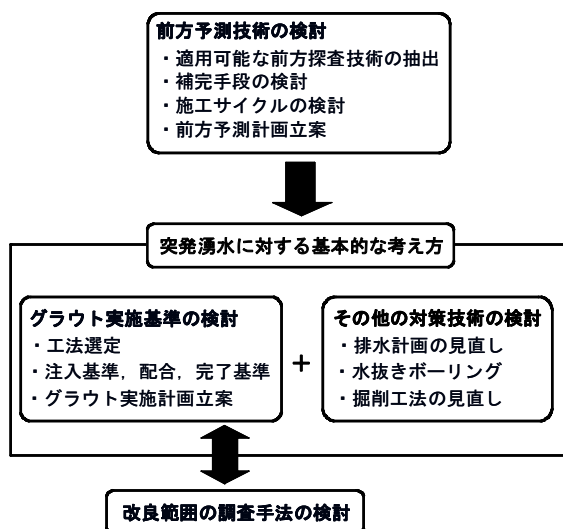 前方予測技術の検討
・適用可能な前方探査技術の抽出
・補完手段の検討
・施工サイクルの検討
・前方予測計画立案
突発湧水に対する基本的な考え方
グラウト実施基準の検討
・工法選定
・注入基準，配合，完了基準
・グラウト実施計画立案
+
その他の対策技術の検討
・排水計画の見直し
・水抜きボーリング
・掘削工法の見直し
改良範囲の調査手法の検討